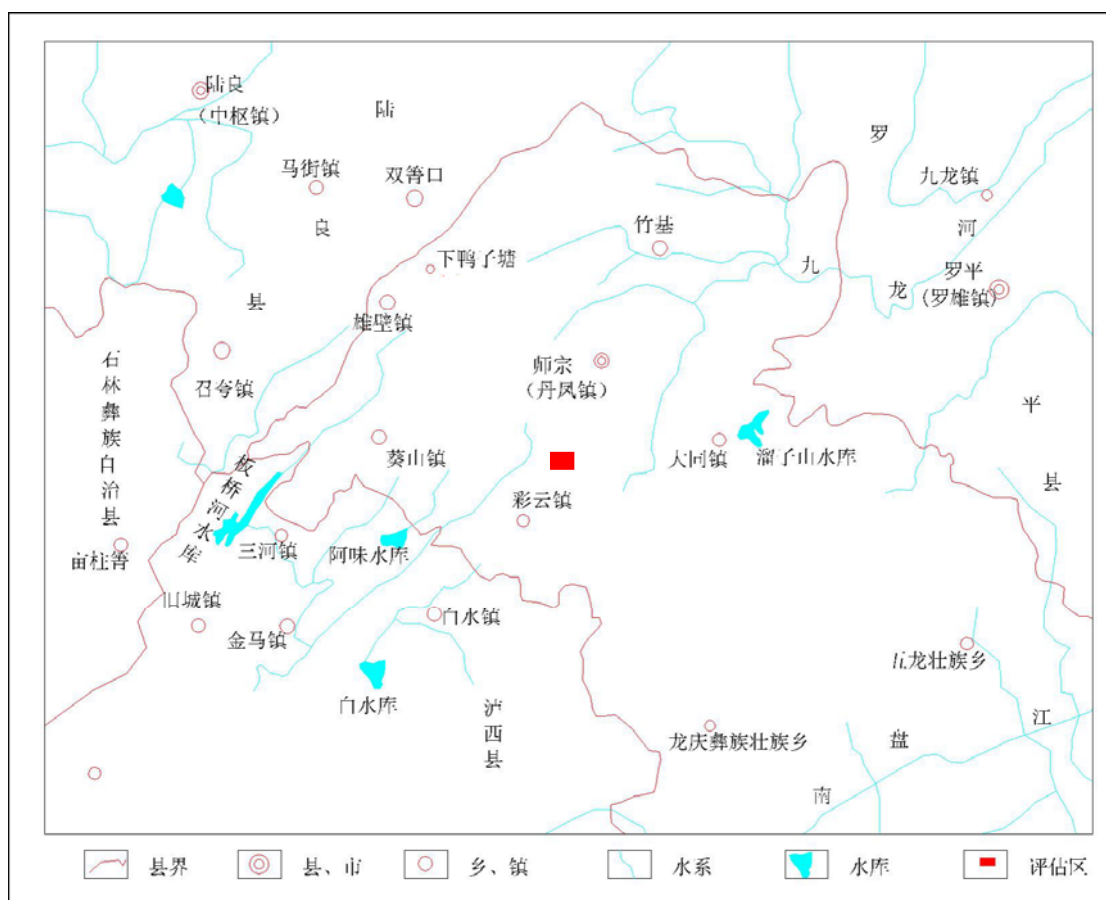 陆良
（中枢镇）
陆
良
县
马街镇
双箐口
罗
平
县
九龙镇
九
龙
河
罗平
（罗雄镇）
竹基
下鸭子塘
雄壁镇
召夸镇
师宗
（丹凤镇）
石林彝族自治县
葵山镇
大同镇
溜子山水库
板桥河水库
彩云镇
三河镇
阿味水库
亩柱箐
旧城镇
金马镇
白水镇
白水库
泸西县
五龙壮族乡
龙庆彝族壮族乡
南
盘
江
县界
县、市
乡、镇
水系
水库
评估区